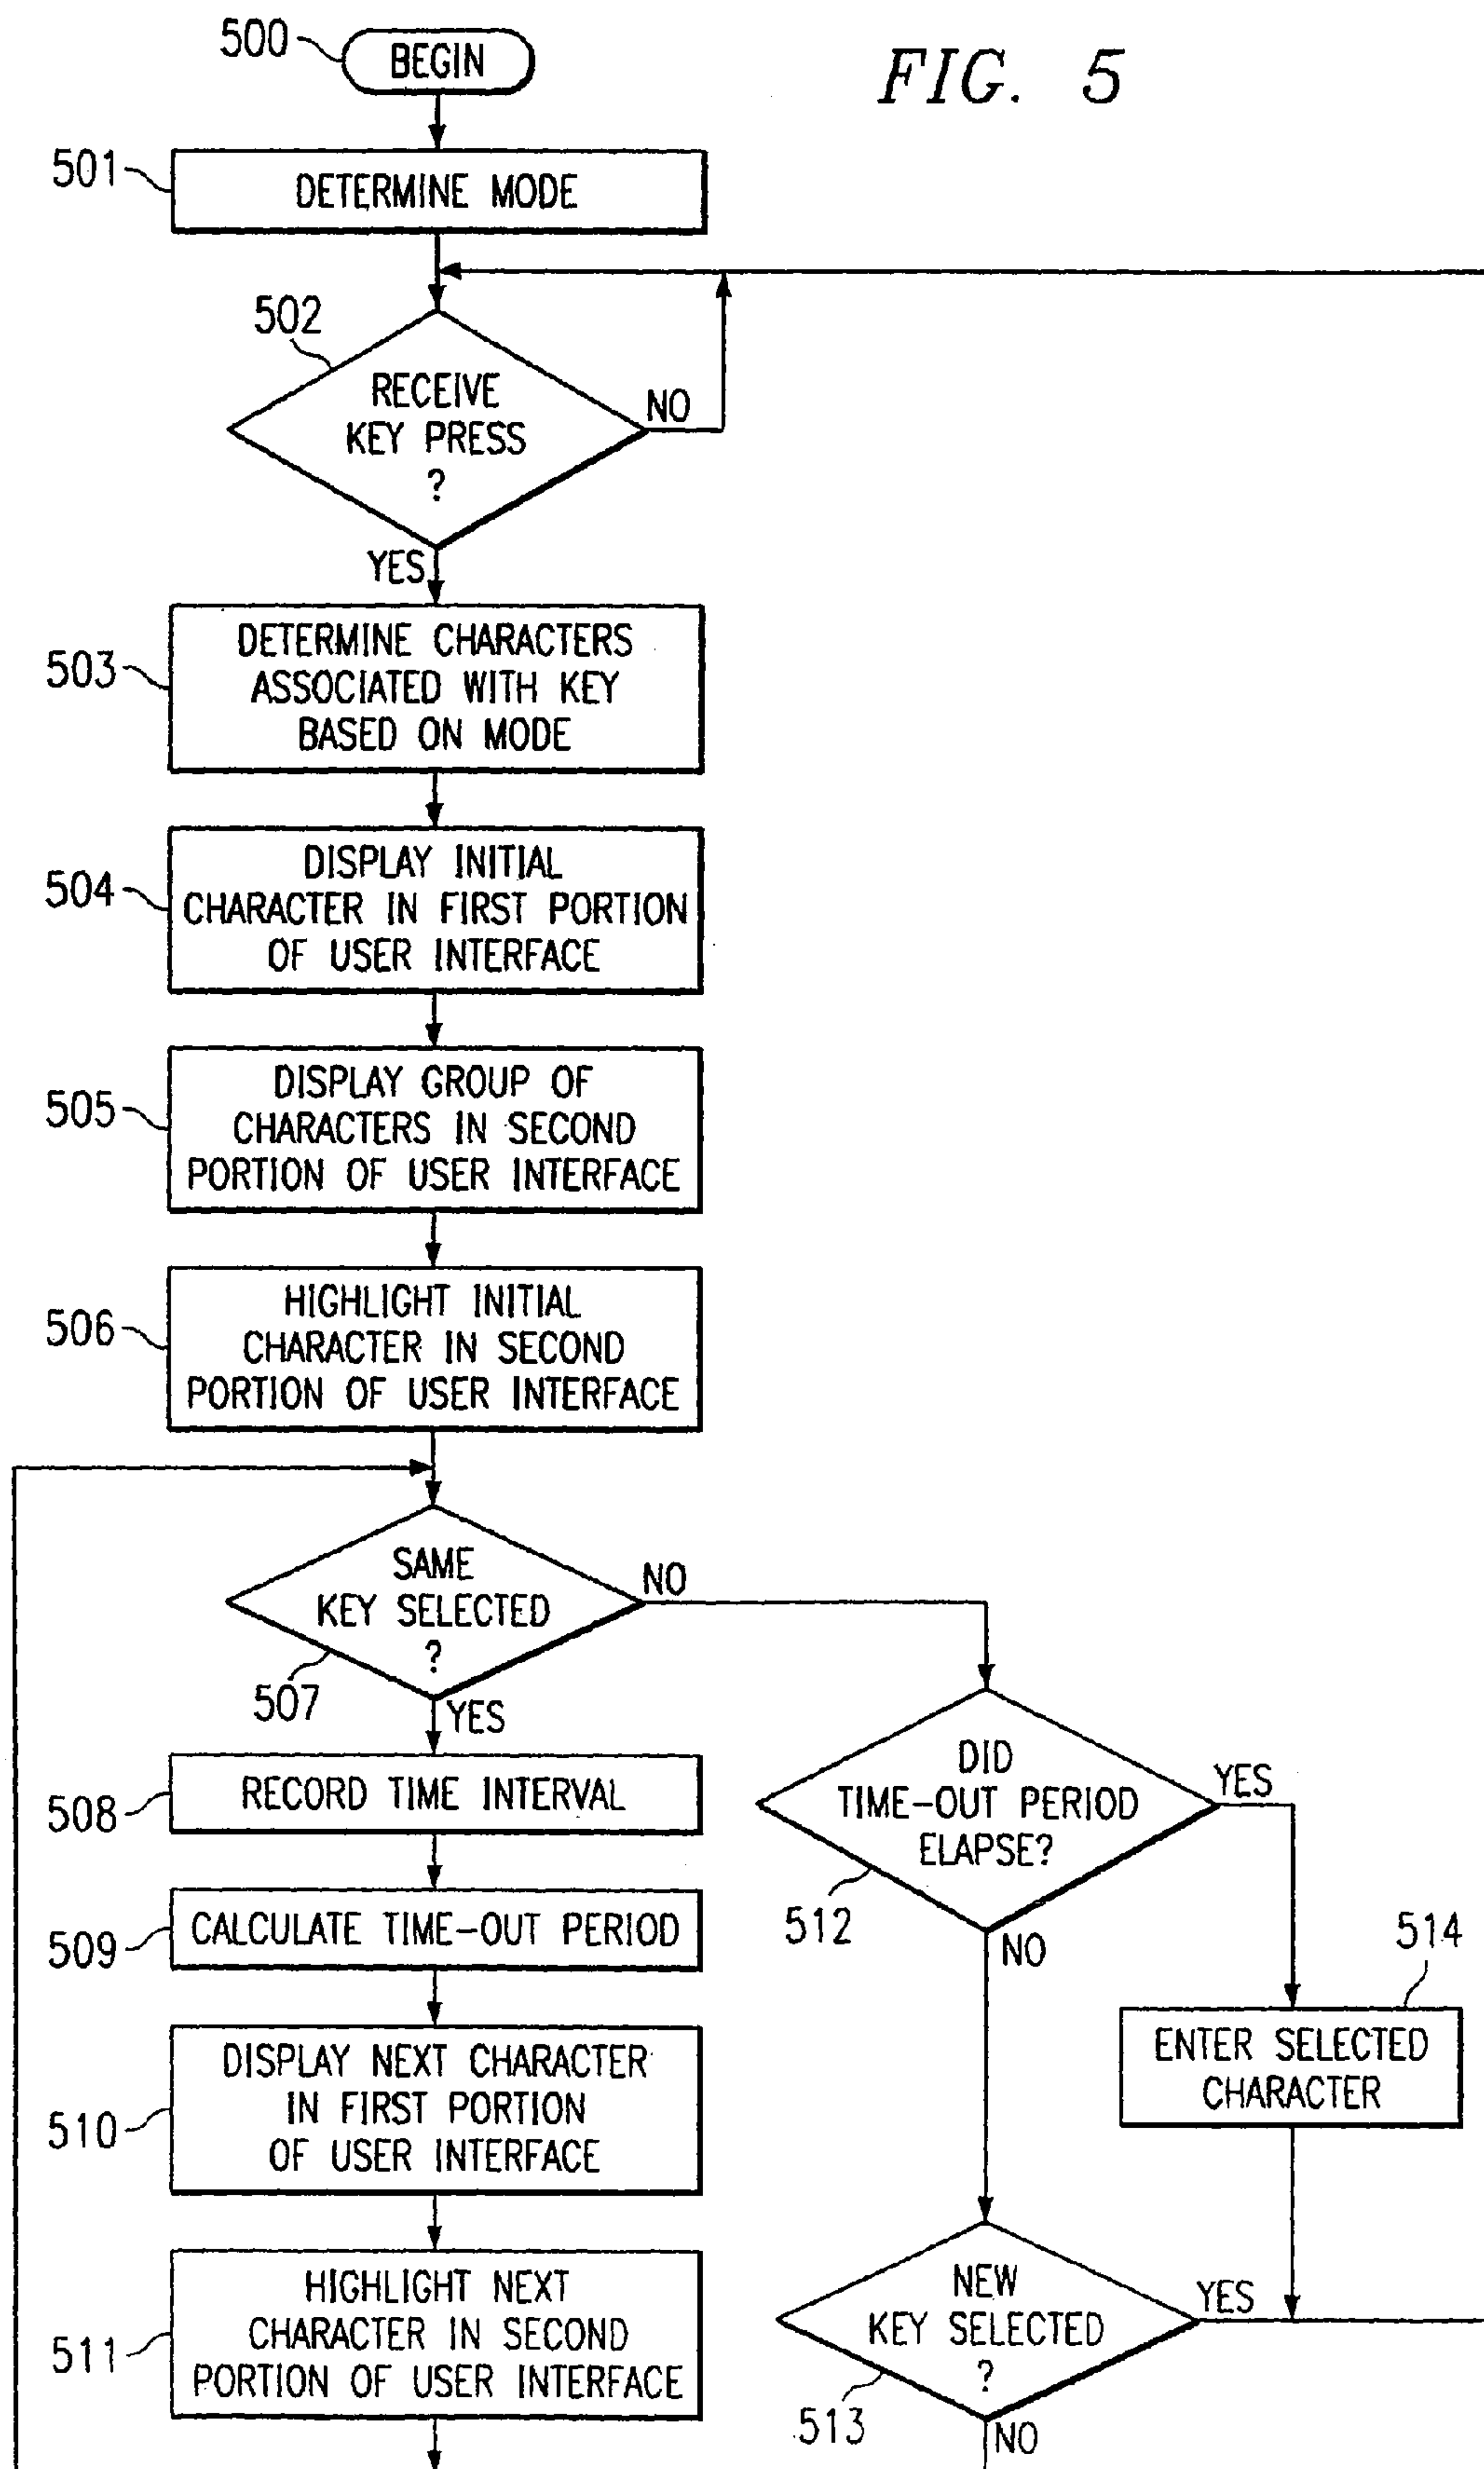 500
BEGIN
FIG. 5
501
DETERMINE MODE
502
RECEIVE
KEY PRESS
?
NO
YES
503
DETERMINE CHARACTERS
ASSOCIATED WITH KEY
BASED ON MODE
504
DISPLAY INITIAL
CHARACTER IN FIRST PORTION
OF USER INTERFACE
505
DISPLAY GROUP OF
CHARACTERS IN SECOND
PORTION OF USER INTERFACE
506
HIGHLIGHT INITIAL
CHARACTER IN SECOND
PORTION OF USER INTERFACE
SAME
KEY SELECTED
?
NO
507
YES
508
RECORD TIME INTERVAL
509
CALCULATE TIME-OUT PERIOD
510
DISPLAY NEXT CHARACTER
IN FIRST PORTION
OF USER INTERFACE
511
HIGHLIGHT NEXT
CHARACTER IN SECOND
PORTION OF USER INTERFACE
DID
TIME-OUT PERIOD
ELAPSE?
YES
512
NO
514
ENTER SELECTED
CHARACTER
NEW
KEY SELECTED
?
YES
513
NO